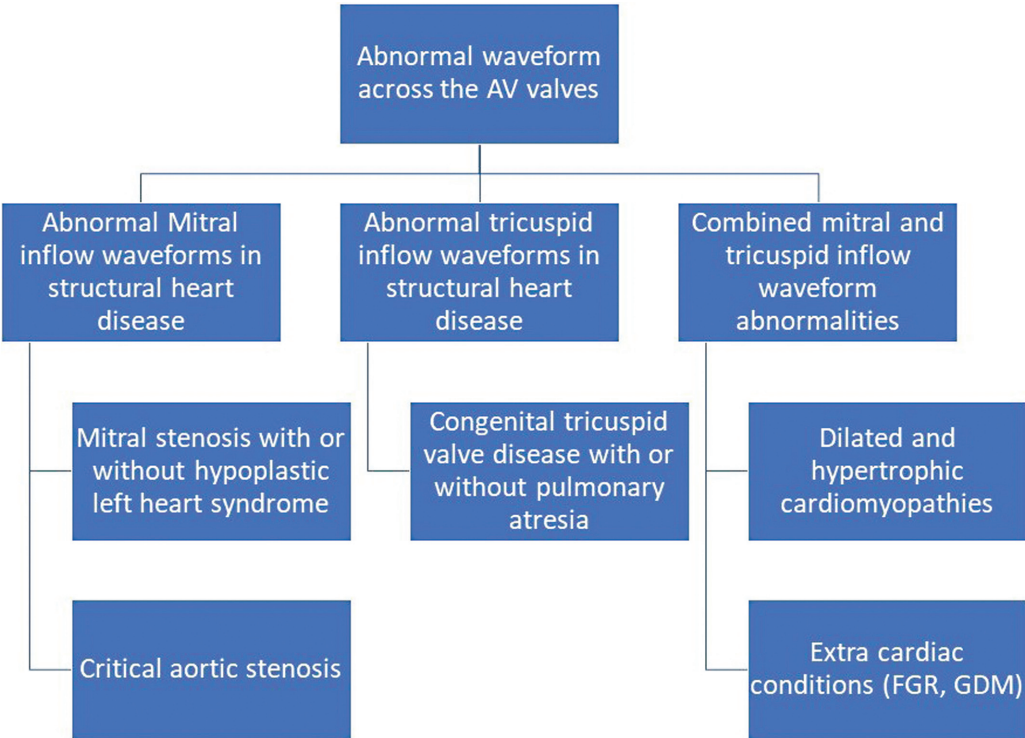 Abnormal waveform
across the AV valves
Abnormal Mitral
inflow waveforms in
structural heart
disease
Abnormal tricuspid
inflow waveforms in
structural heart
disease
Combined mitral and
tricuspid inflow
waveform
abnormalities
Mitral stenosis with or
without hypoplastic
left heart syndrome
Congenital tricuspid
valve disease with or
without pulmonary
atresia
Dilated and
hypertrophic
cardiomyopathies
Critical aortic stenosis
Extra cardiac
conditions (FGR, GDM)